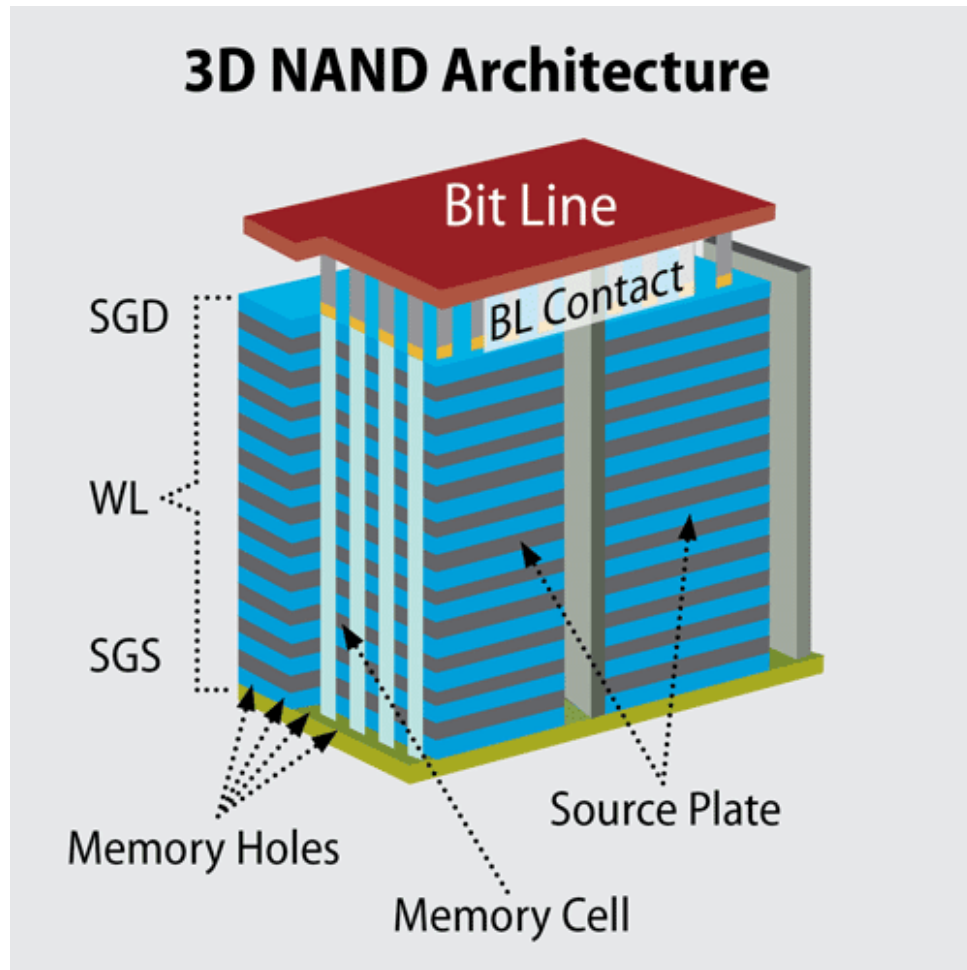 3D NAND Architecture
Bit Line
BL Contact
SGD
WL
SGS
Source Plate
Memory Holes
Memory Cell